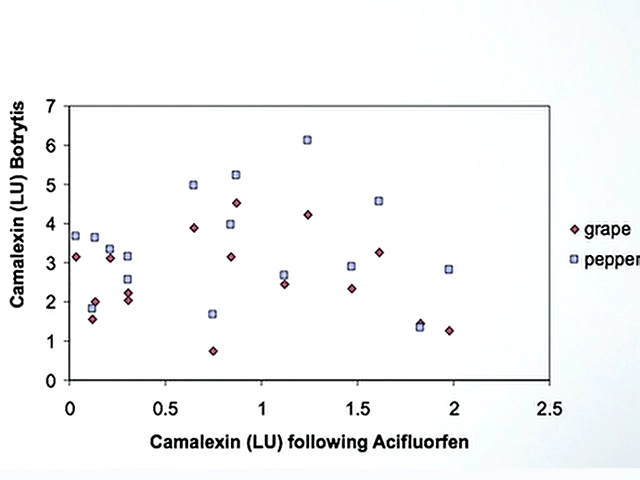 Camalexin (LU) Botrytis
7
6
5
4
3
2
1
0
0 0.5 1 1.5 2 2.5
Camalexin (LU) following Acifluorfen
grape
pepper